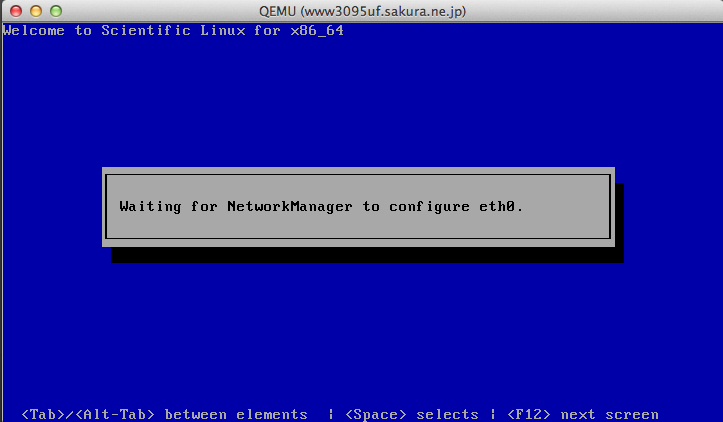 QEMU (www3095uf.sakura.ne.jp)
Welcome to Scientific Linux for x86_64
Waiting for NetworkManager to configure eth0.
<Tab>/<Alt-Tab> between elements | <Space> selects | <F12> next screen